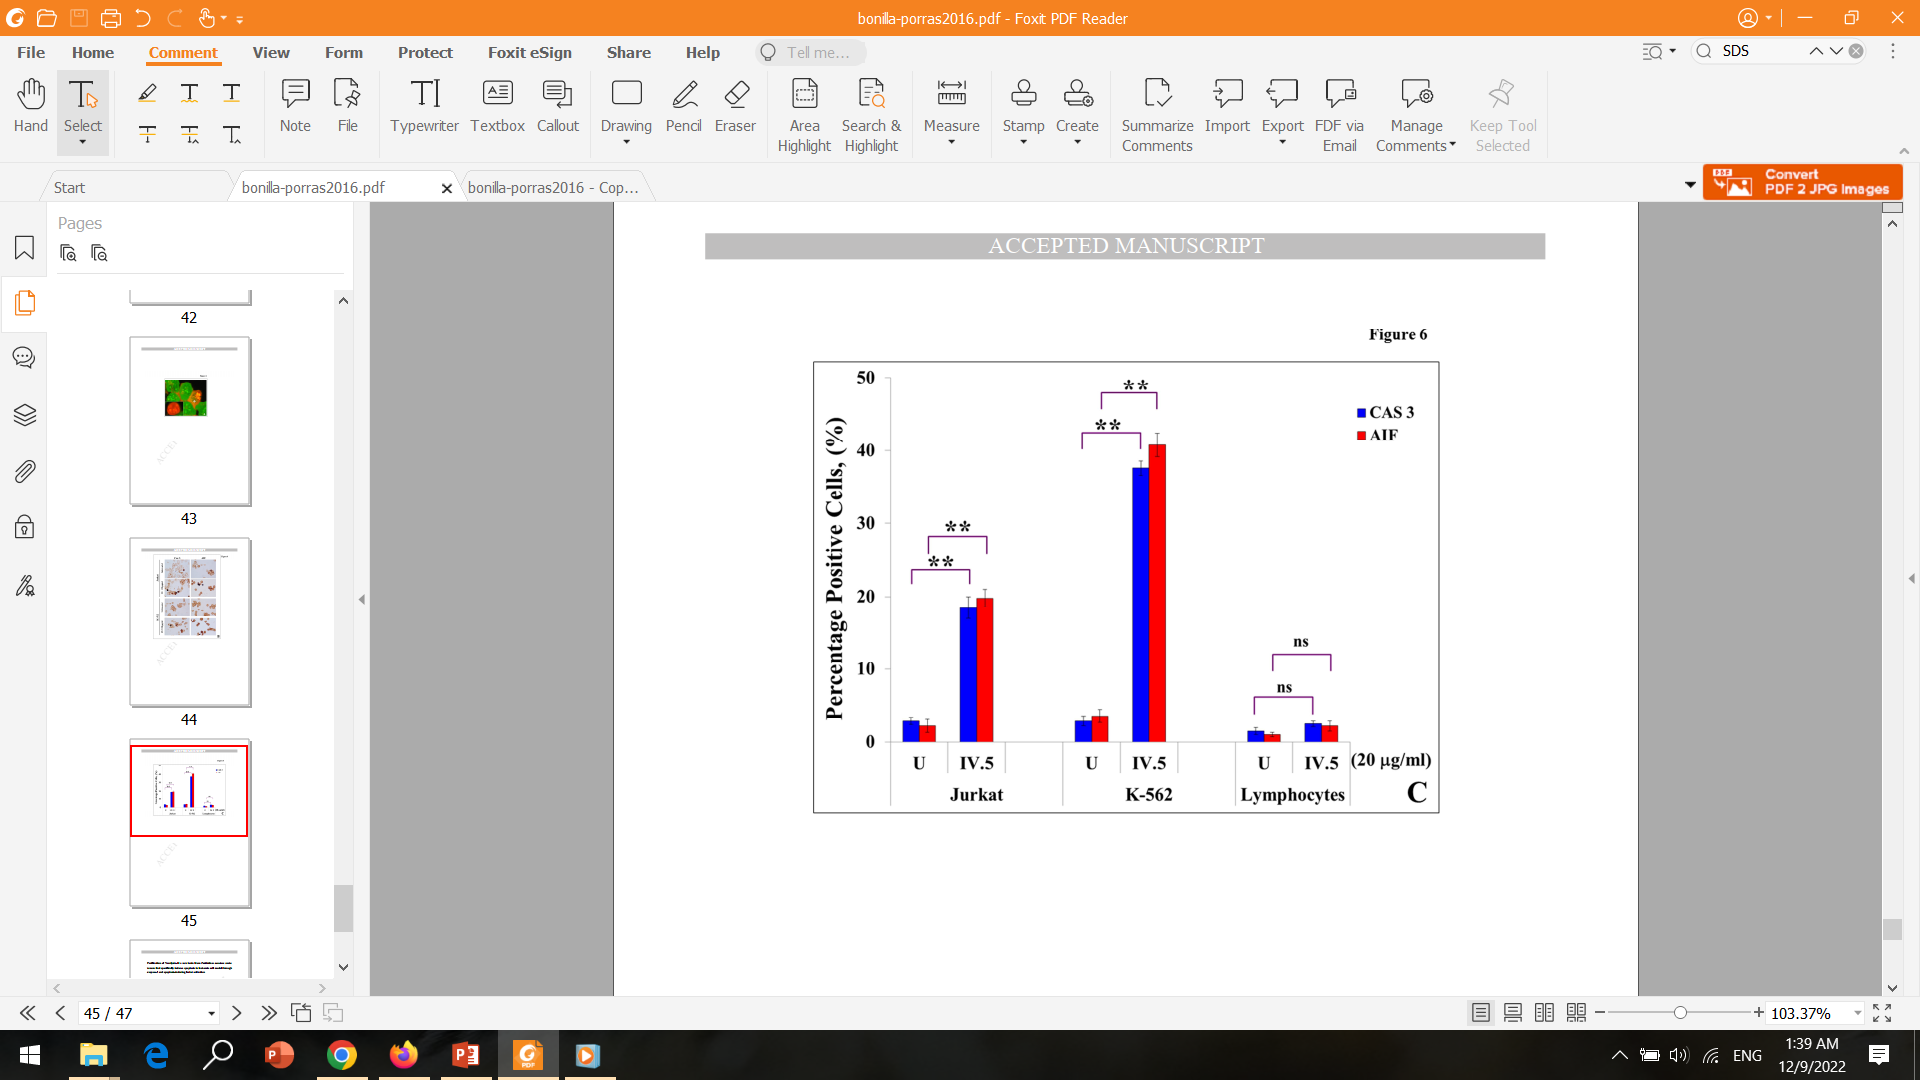 bonilla-porras2016.pdf - Foxit PDF Reader
File Home Comment View Form Protect Foxit eSign Share Help Tell me...
SDS
Hand Select Note File Typewriter Textbox Callout Drawing Pencil Eraser Area Highlight Search & Highlight Measure Stamp Create Summarize Comments Import Export FDF via Email Manage Comments Keep Tool Selected
Start bonilla-porras2016.pdf bonilla-porras2016 - Cop...
Convert
PDF 2 JPG Images
Pages
42
43
44
45
ACCEPTED MANUSCRIPT
Figure 6
Percentage Positive Cells, (%)
50
40
30
20
10
0
CAS 3
AIF
**
**
**
**
ns
ns
U IV.5 U IV.5 U IV.5 (20 µg/ml)
Jurkat K-562 Lymphocytes
C
45 / 47
103.37%
ENG
1:39 AM
12/9/2022